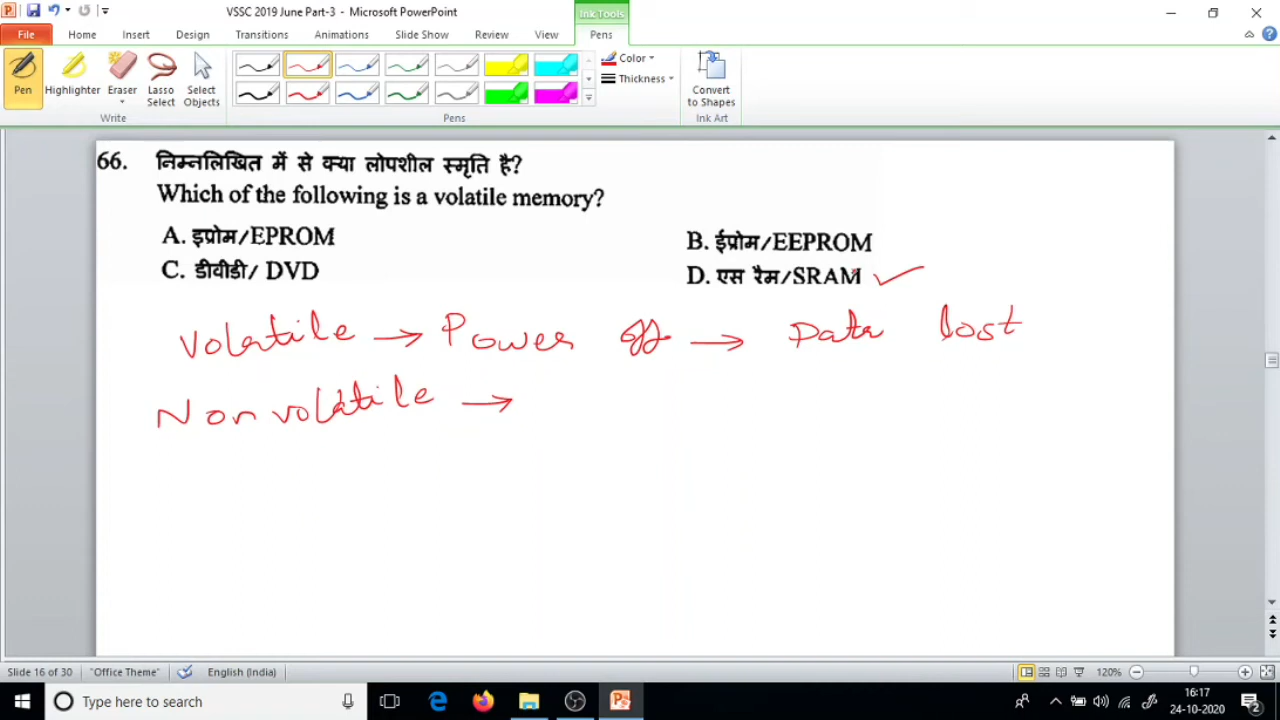 VSSC 2019 June Part-3 - Microsoft PowerPoint
Ink Tools
File Home Insert Design Transitions Animations Slide Show Review View Pens
Pen Highlighter Eraser Lasso Select Select Objects Color Thickness Convert to Shapes
Write Pens Ink Art
66. निम्नलिखित में से क्या लोपशील स्मृति है?
Which of the following is a volatile memory?
A. इप्रोम/EPROM B. ईप्रोम/EEPROM
C. डीवीडी/ DVD D. एस रैम/SRAM
Volatile → Power off → Data lost
Non volatile →
Slide 16 of 30 "Office Theme" English (India) 120%
Type here to search
16:17
24-10-2020
2